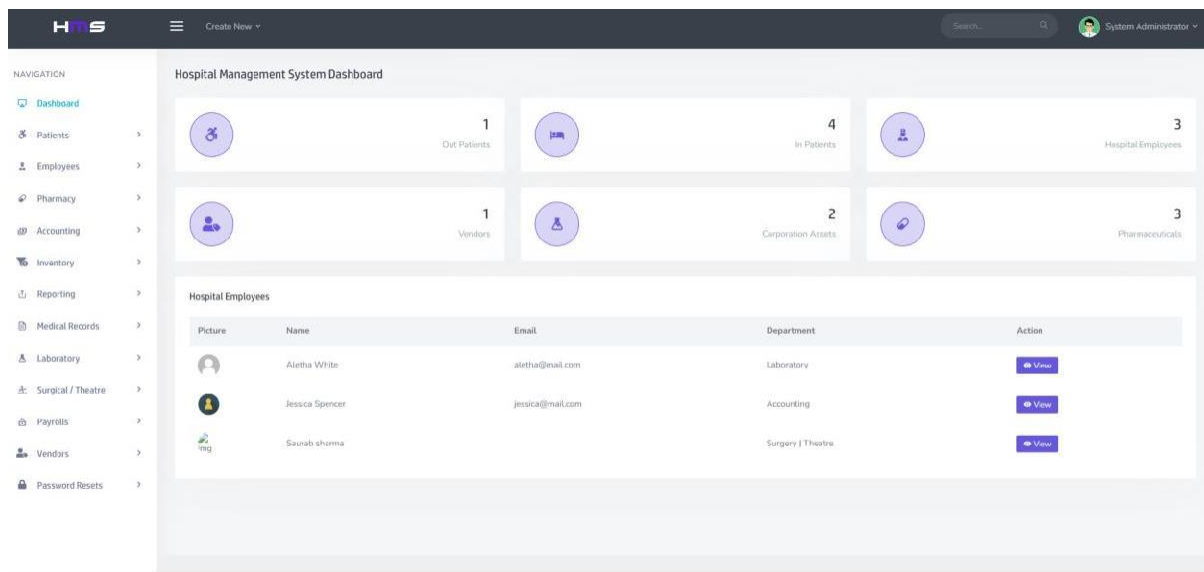 HMS
Create New
Search...
System Administrator
NAVIGATION
Dashboard
Patients
Employees
Pharmacy
Accounting
Inventory
Reporting
Medical Records
Laboratory
Surgical / Theatre
Payrolls
Vendors
Password Resets
Hospital Management System Dashboard
1
Out Patients
4
In Patients
3
Hospital Employees
1
Vendors
2
Corporation Assets
3
Pharmaceuticals
Hospital Employees
Picture Name Email Department Action
Aletha White aletha@mail.com Laboratory View
Jessica Spencer jessica@mail.com Accounting View
img Saurab sharma Surgery | Theatre View